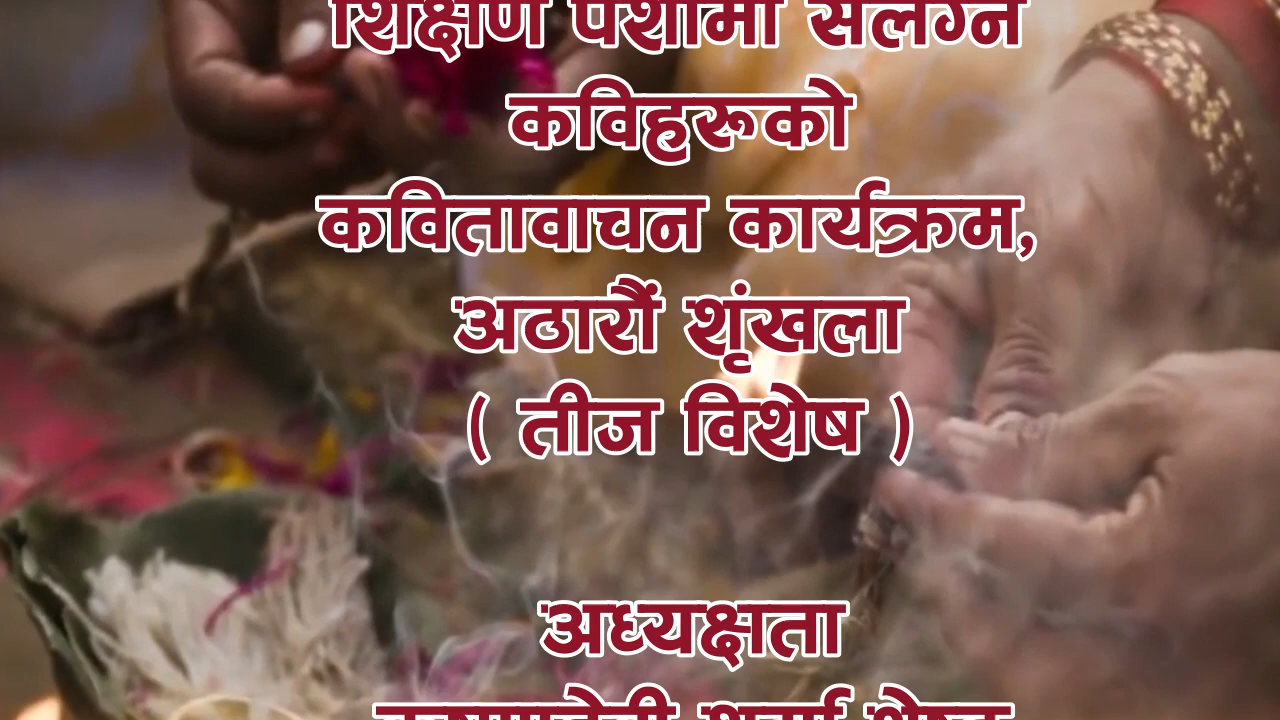 शिक्षण पेशामा संलग्न
कविहरूको
कवितावाचन कार्यक्रम,
अठारौं शृंखला
( तीज विशेष )
अध्यक्षता